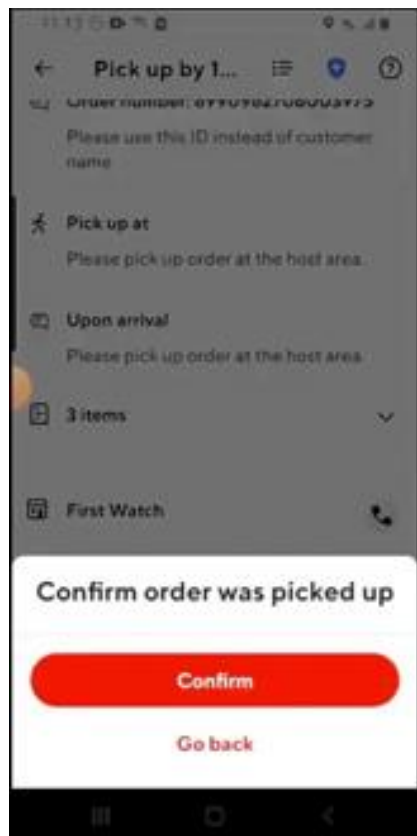 11:13
Pick up by 1...
Order number:
Please use this ID instead of customer
name
Pick up at
Please pick up order at the host area.
Upon arrival
Please pick up order at the host area.
3 items
First Watch
Confirm order was picked up
Confirm
Go back